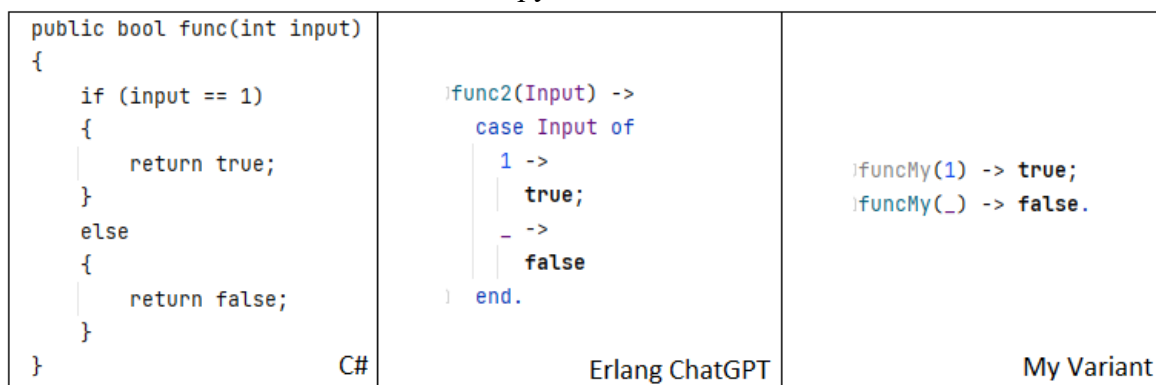 public bool func(int input)
{
if (input == 1)
{
return true;
}
else
{
return false;
}
}
C#
func2(Input) ->
case Input of
1 ->
true;
_ ->
false
end.
Erlang ChatGPT
funcMy(1) -> true;
funcMy(_) -> false.
My Variant